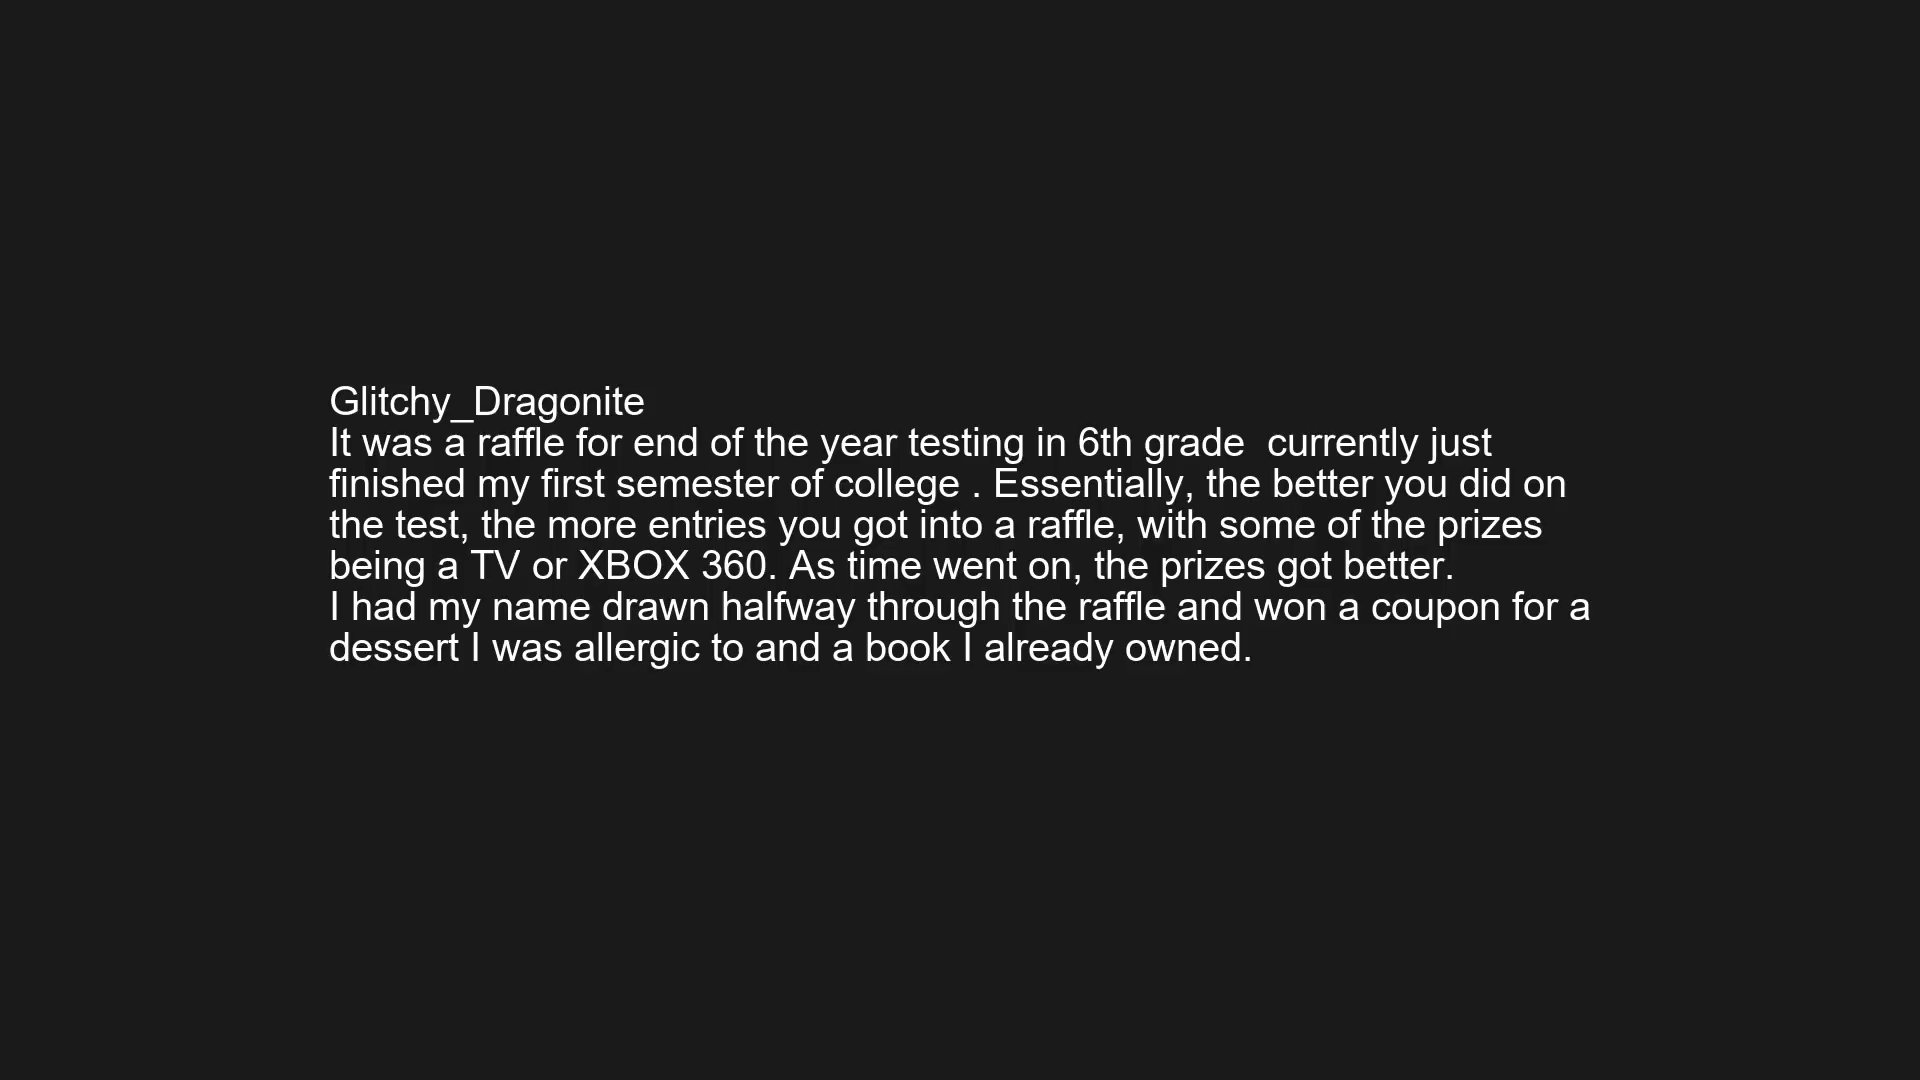 Glitchy_Dragonite
It was a raffle for end of the year testing in 6th grade  currently just
finished my first semester of college . Essentially, the better you did on
the test, the more entries you got into a raffle, with some of the prizes
being a TV or XBOX 360. As time went on, the prizes got better.
I had my name drawn halfway through the raffle and won a coupon for a
dessert I was allergic to and a book I already owned.